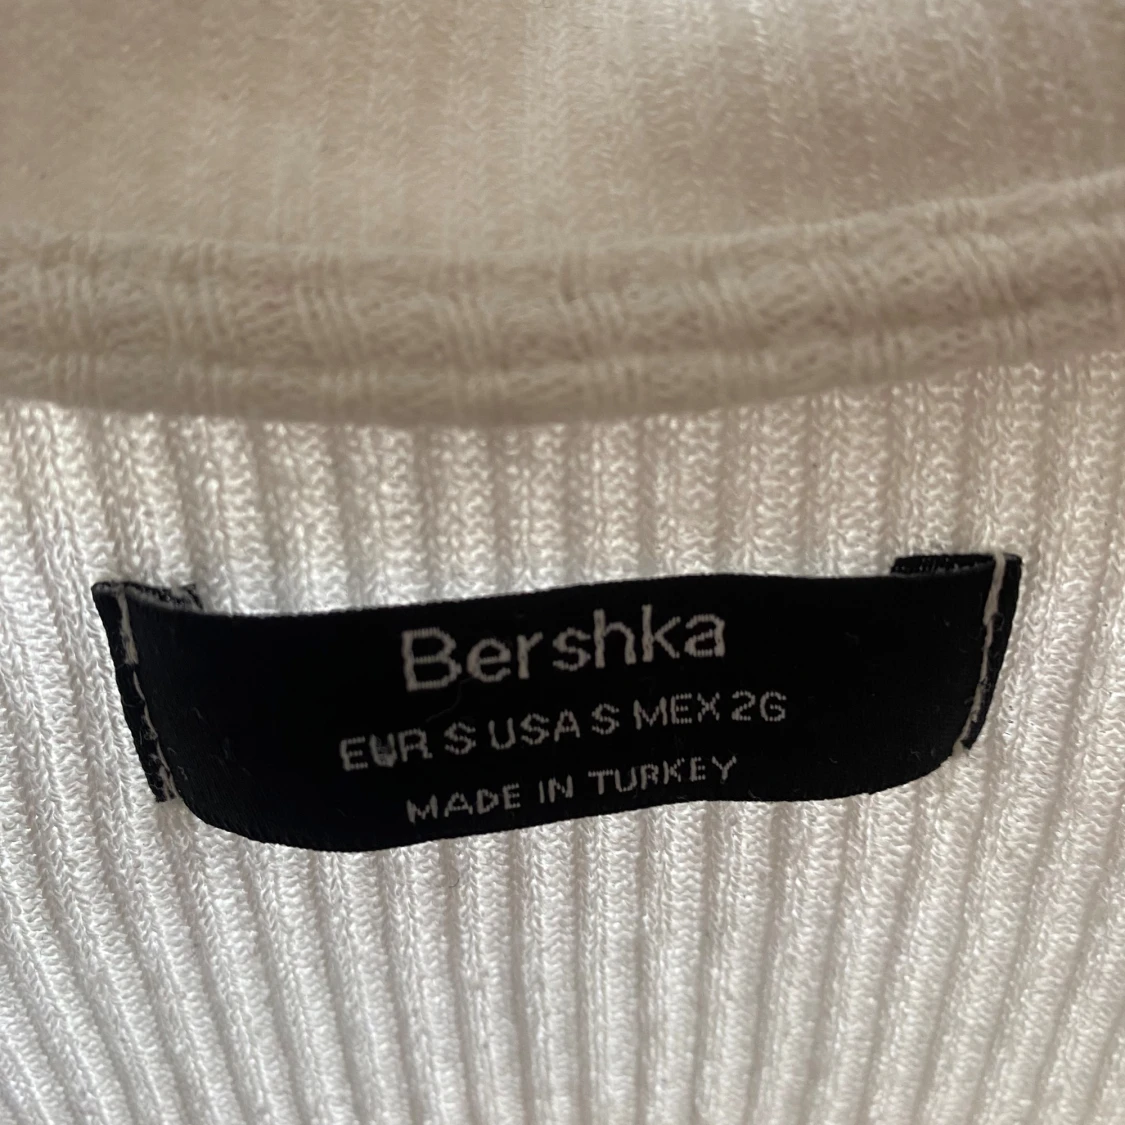 Bershka
EUR S USA S MEX 26
MADE IN TURKEY